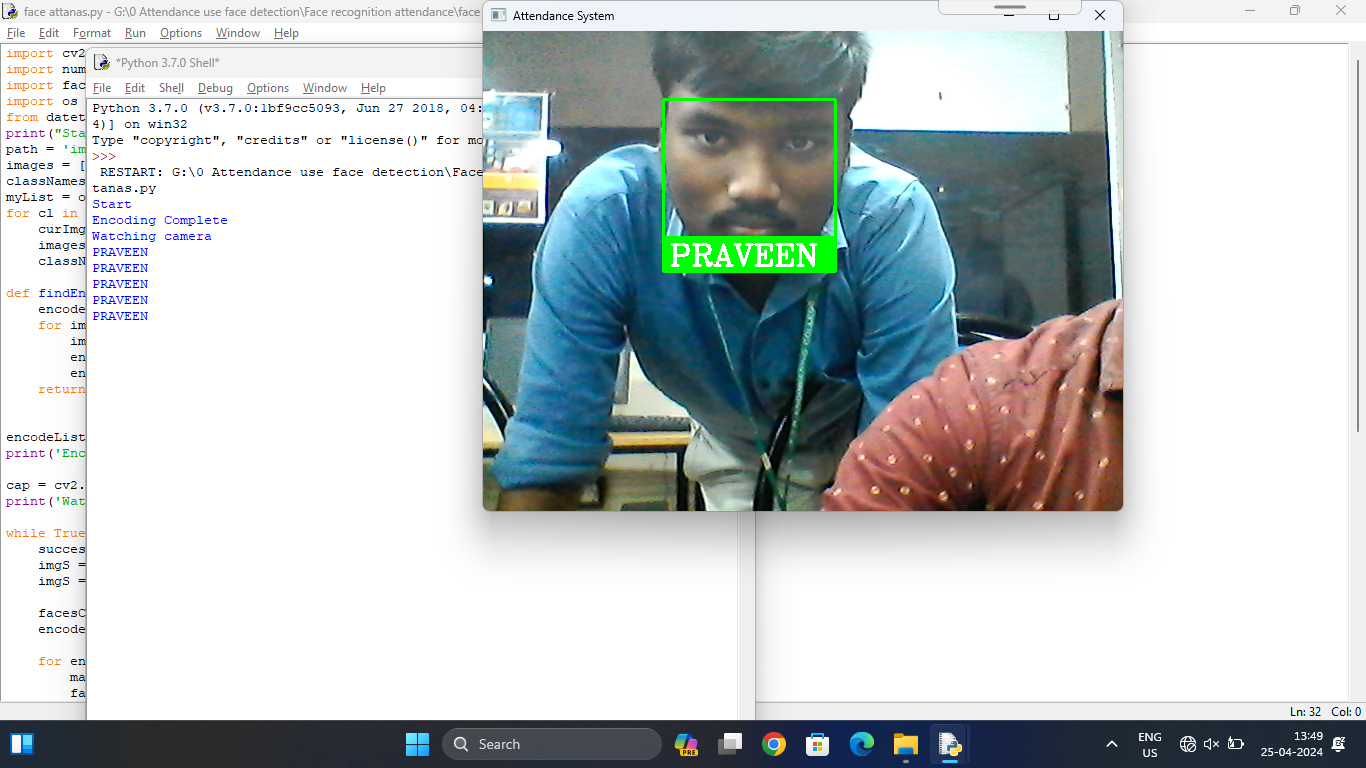 face attanas.py - G:\0 Attendance use face detection\Face recognition attendance\face
File Edit Format Run Options Window Help
import cv2
import num
import fac
import os
from datet
print("Sta
path = 'im
images = [
classNames
myList = o
for cl in
curImg
images
classN
def findEn
encode
for im
im
en
en
return
encodeList
print('Enc
cap = cv2.
print('Wat
while True
succes
imgS =
imgS =
facesC
encode
for en
ma
fa
*Python 3.7.0 Shell*
File Edit Shell Debug Options Window Help
Python 3.7.0 (v3.7.0:1bf9cc5093, Jun 27 2018, 04:
4)] on win32
Type "copyright", "credits" or "license()" for mo
>>>
RESTART: G:\0 Attendance use face detection\Face
tanas.py
Start
Encoding Complete
Watching camera
PRAVEEN
PRAVEEN
PRAVEEN
PRAVEEN
PRAVEEN
Attendance System
PRAVEEN
Ln: 32 Col: 0
Search
PRE
ENG
US
13:49
25-04-2024